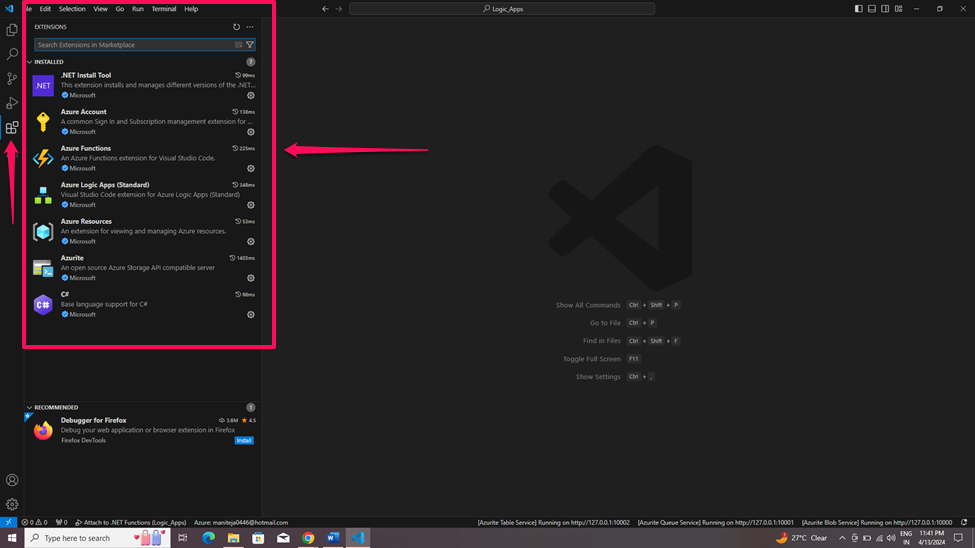 le Edit Selection View Go Run Terminal Help
Logic_Apps
EXTENSIONS
Search Extensions in Marketplace
INSTALLED 7
.NET
.NET Install Tool 99ms
This extension installs and manages different versions of the .NET...
Microsoft
Azure Account 138ms
A common Sign In and Subscription management extension for ...
Microsoft
Azure Functions 225ms
An Azure Functions extension for Visual Studio Code.
Microsoft
Azure Logic Apps (Standard) 348ms
Visual Studio Code extension for Azure Logic Apps (Standard)
Microsoft
Azure Resources 53ms
An extension for viewing and managing Azure resources.
Microsoft
Azurite 1403ms
An open source Azure Storage API compatible server
Microsoft
C#
C# 66ms
Base language support for C#
Microsoft
Show All Commands Ctrl + Shift + P
Go to File Ctrl + P
Find in Files Ctrl + Shift + F
Toggle Full Screen F11
Show Settings Ctrl + ,
RECOMMENDED 1
Debugger for Firefox 3.6M 4.5
Debug your web application or browser extension in Firefox
Firefox DevTools Install
0 0 0 Attach to .NET Functions (Logic_Apps) Azure: maniteja0446@hotmail.com [Azurite Table Service] Running on http://127.0.0.1:10002 [Azurite Queue Service] Running on http://127.0.0.1:10001 [Azurite Blob Service] Running on http://127.0.0.1:10000
Type here to search
27°C Clear
ENG
IN
11:41 PM
4/13/2024